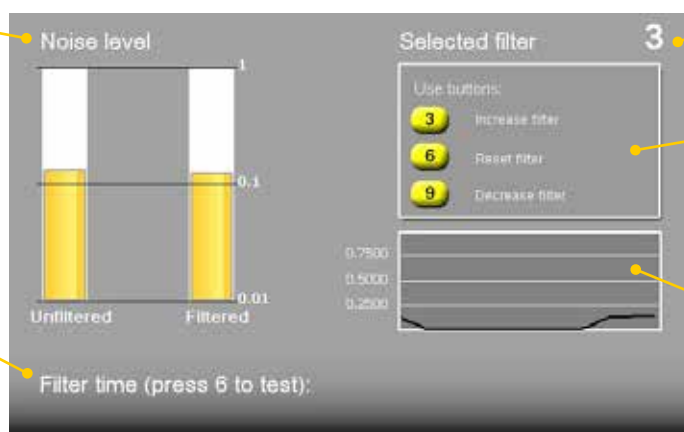 Noise level
1
0.1
0.01
Unfiltered
Filtered
Selected filter
3
Use buttons:
3 Increase filter
6 Reset filter
9 Decrease filter
0.7500
0.5000
0.2500
Filter time (press 6 to test):